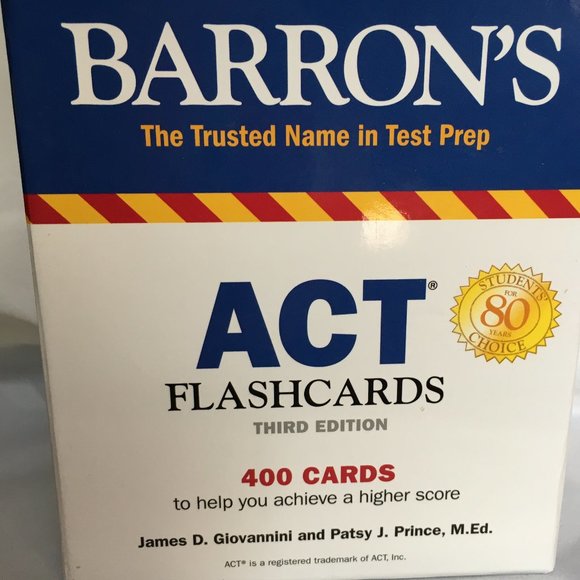 BARRON'S
The Trusted Name in Test Prep
ACT®
STUDENTS'
FOR
80
YEARS
CHOICE
FLASHCARDS
THIRD EDITION
400 CARDS
to help you achieve a higher score
James D. Giovannini and Patsy J. Prince, M.Ed.
ACT® is a registered trademark of ACT, Inc.